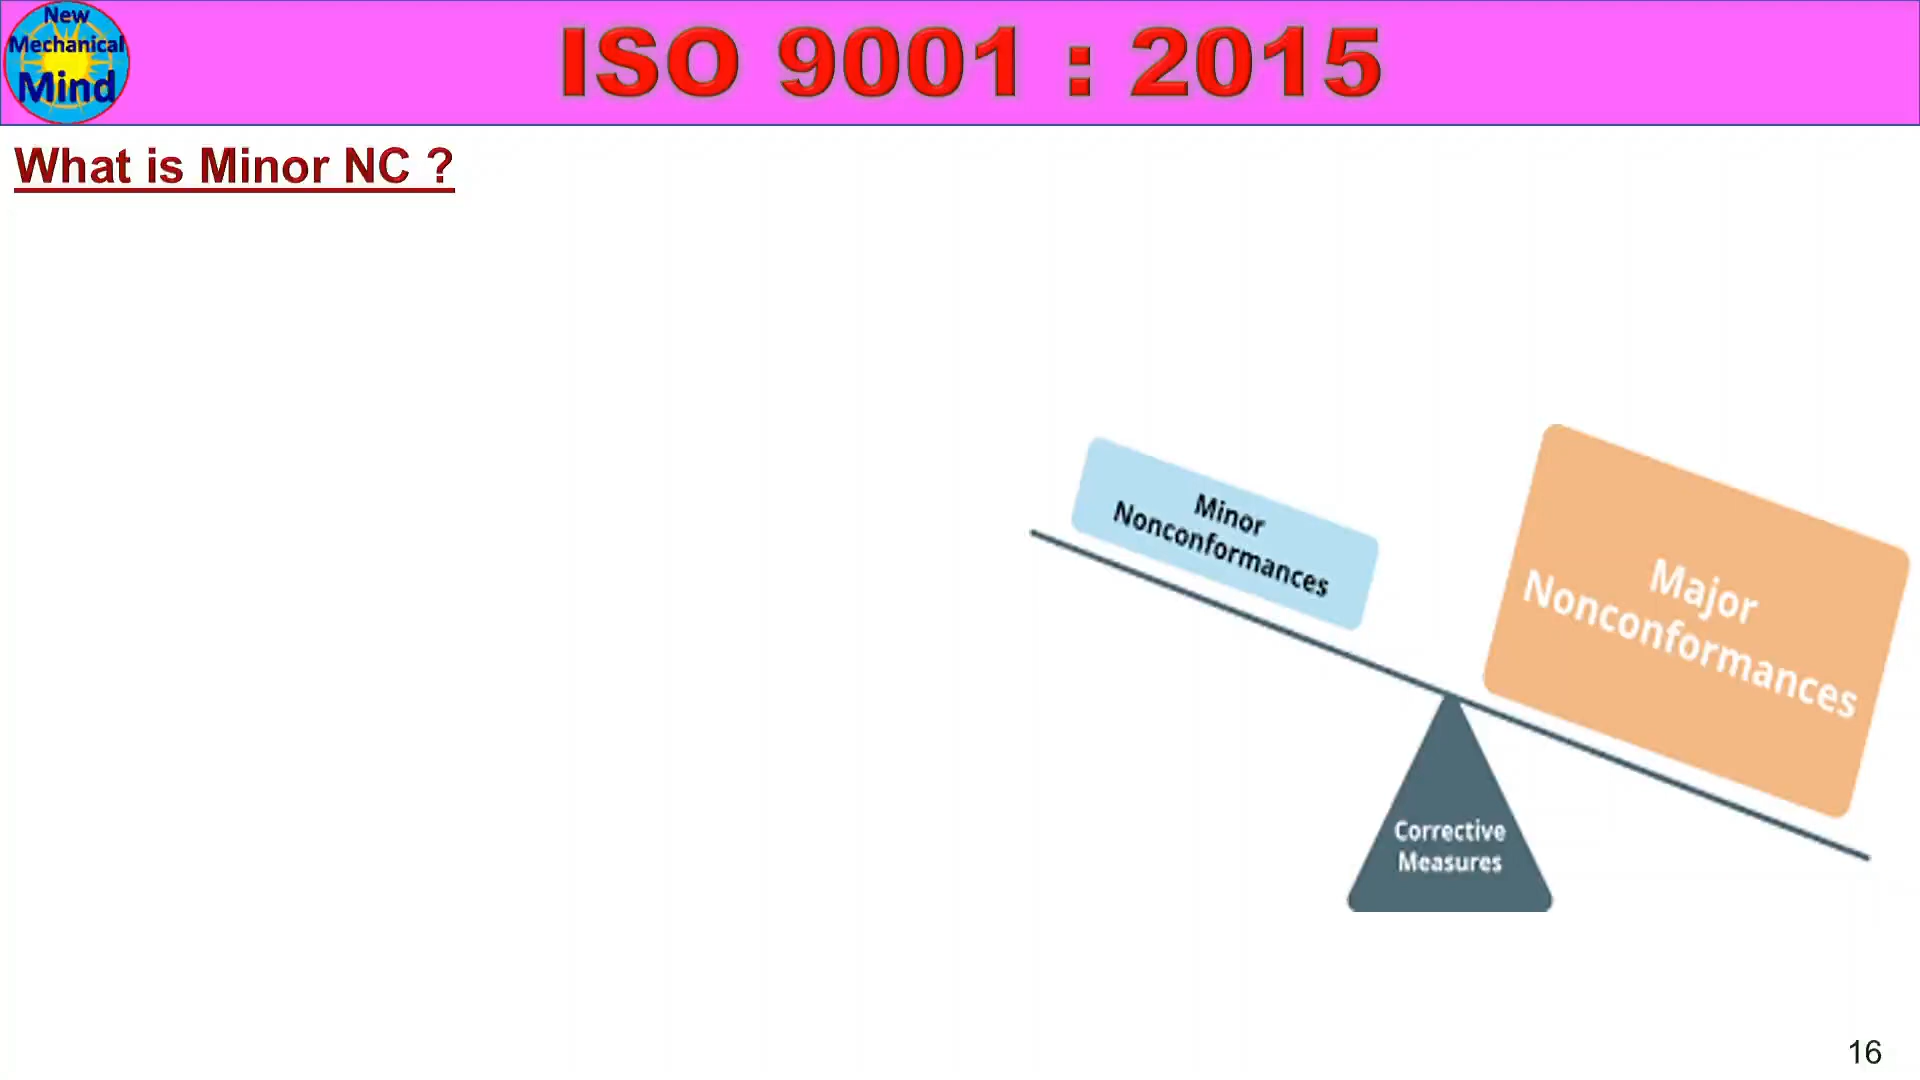 New
Mechanical
Mind
ISO 9001 : 2015
What is Minor NC ?
Minor
Nonconformances
Major
Nonconformances
Corrective
Measures
16